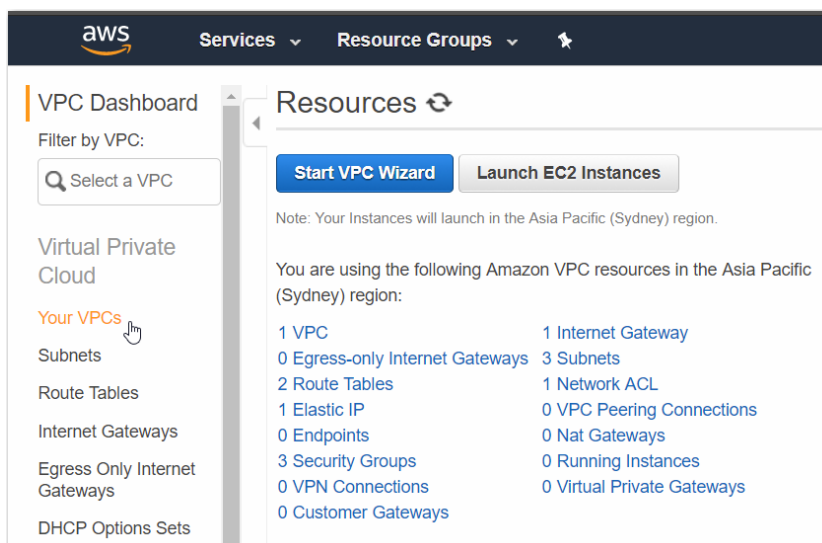 aws
Services
Resource Groups
VPC Dashboard
Filter by VPC:
Select a VPC
Virtual Private
Cloud
Your VPCs
Subnets
Route Tables
Internet Gateways
Egress Only Internet
Gateways
DHCP Options Sets
Resources
Start VPC Wizard
Launch EC2 Instances
Note: Your Instances will launch in the Asia Pacific (Sydney) region.
You are using the following Amazon VPC resources in the Asia Pacific
(Sydney) region:
1 VPC
0 Egress-only Internet Gateways
2 Route Tables
1 Elastic IP
0 Endpoints
3 Security Groups
0 VPN Connections
0 Customer Gateways
1 Internet Gateway
3 Subnets
1 Network ACL
0 VPC Peering Connections
0 Nat Gateways
0 Running Instances
0 Virtual Private Gateways